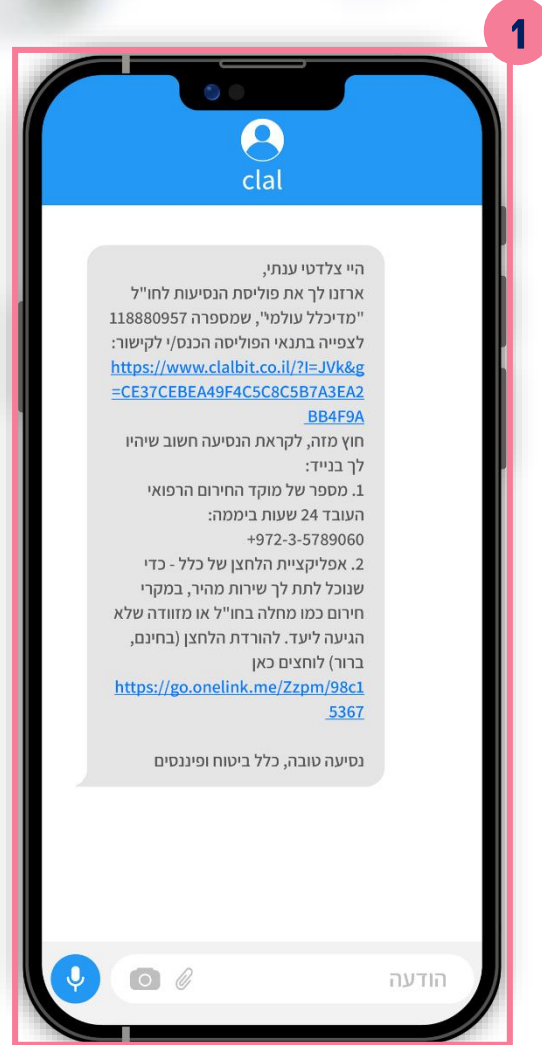 1
clal
היי צלדטי ענתי,
ארזנו לך את פוליסת הנסיעות לחו"ל
"מדיכלל עולמי", שמספרה 118880957
לצפייה בתנאי הפוליסה הכנס/י לקישור:
https://www.clalbit.co.il/?I=JVk&g
=CE37CEBEA49F4C5C8C5B7A3EA2
BB4F9A
חוץ מזה, לקראת הנסיעה חשוב שיהיו
לך בנייד:
1. מספר של מוקד החירום הרפואי
העובד 24 שעות ביממה:
+972-3-5789060
2. אפליקציית הלחצן של כלל - כדי
שנוכל לתת לך שירות מהיר, במקרי
חירום כמו מחלה בחו"ל או מזוודה שלא
הגיעה ליעד. להורדת הלחצן (בחינם,
ברור) לוחצים כאן
https://go.onelink.me/Zzpm/98c1
5367
נסיעה טובה, כלל ביטוח ופיננסים
הודעה